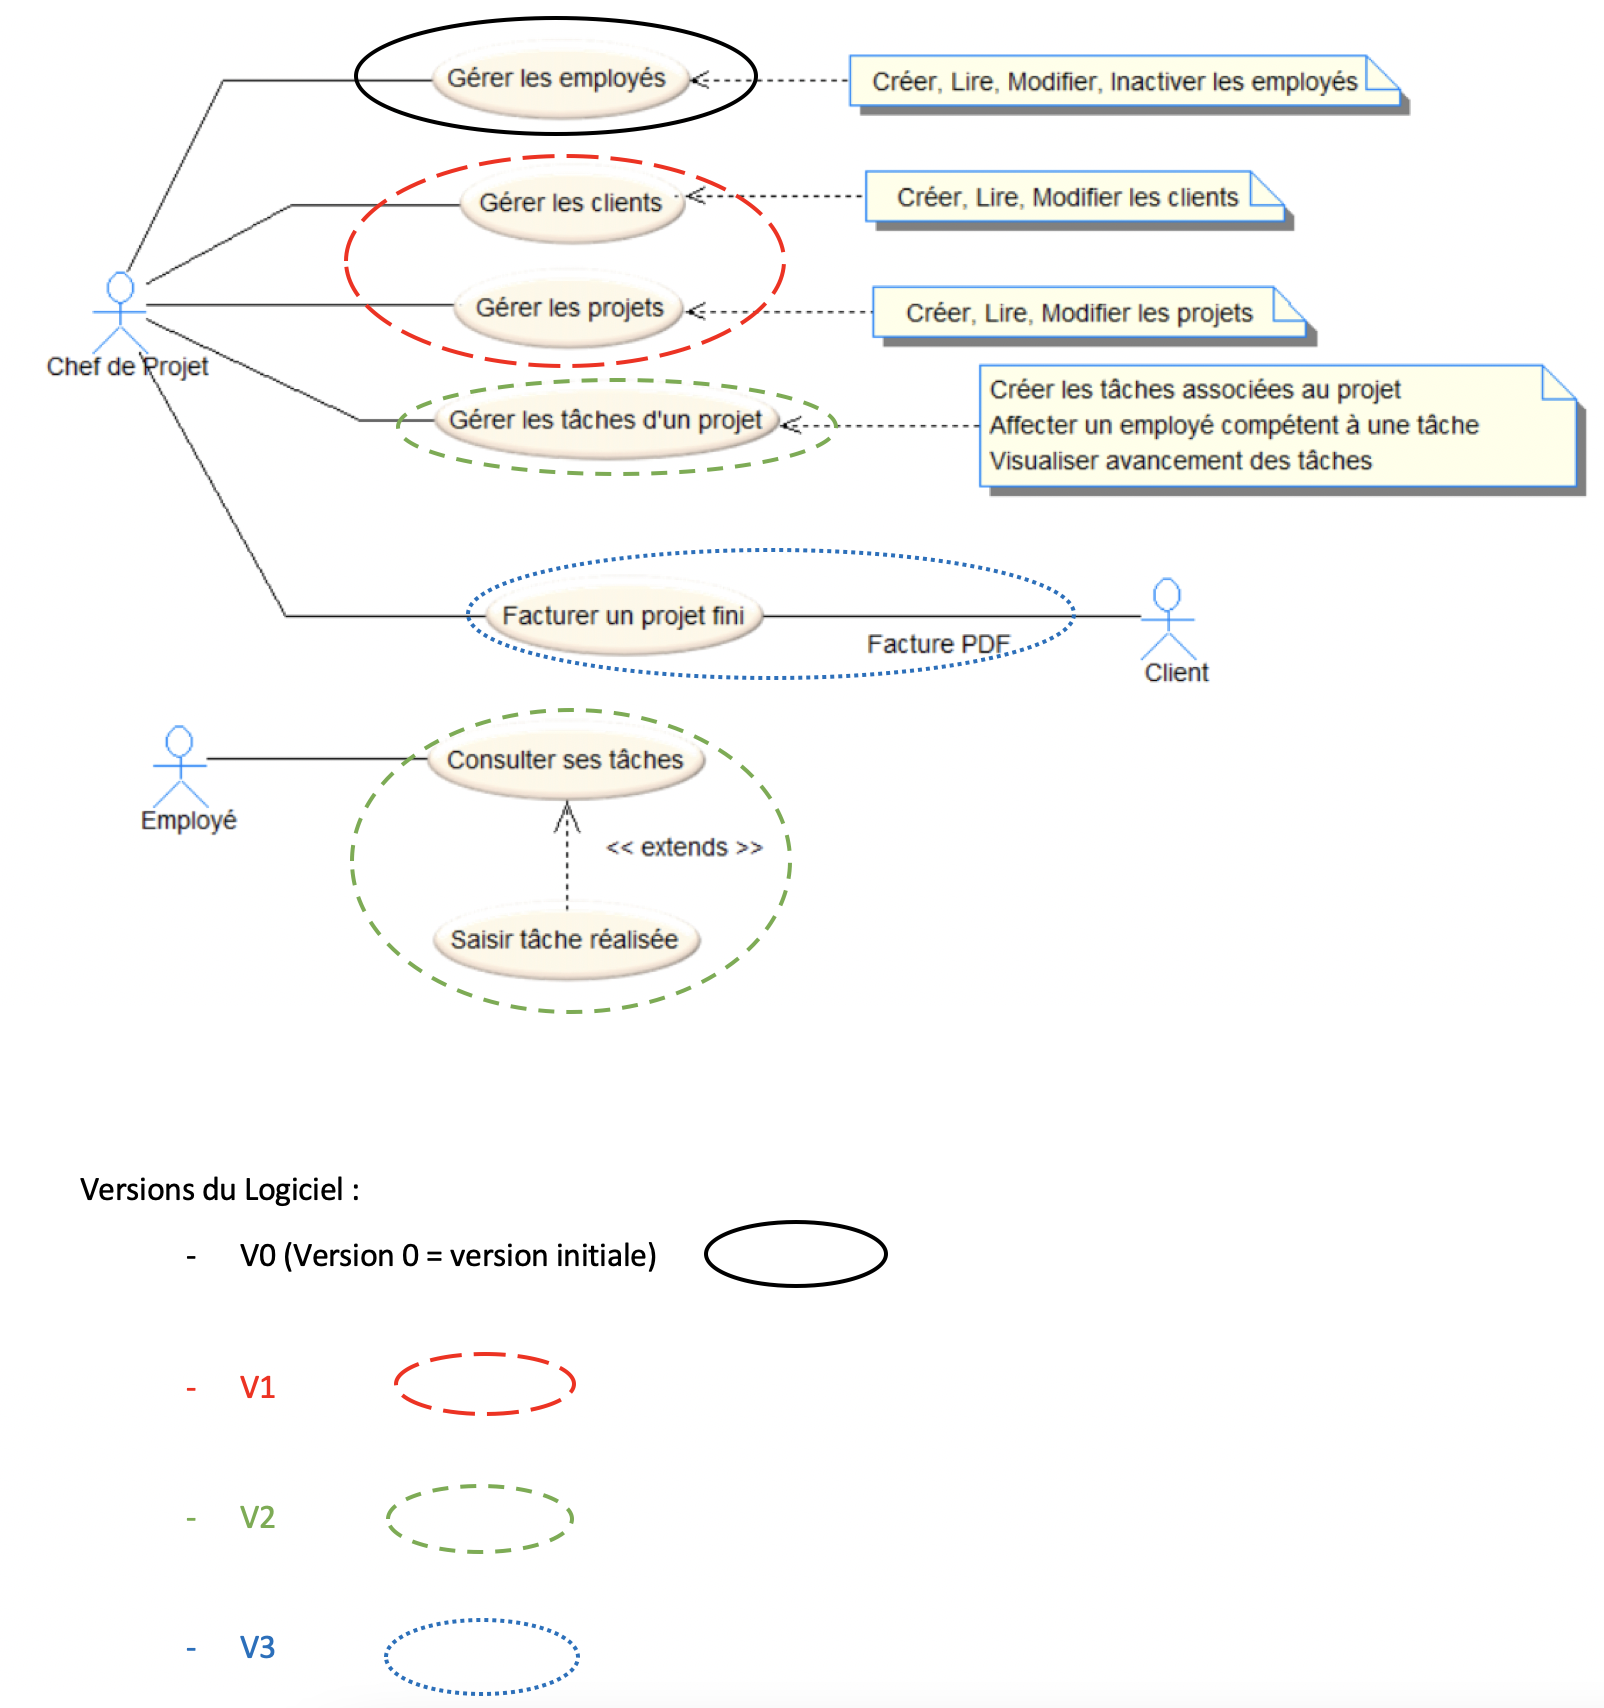 Gérer les employés
Créer, Lire, Modifier, Inactiver les employés
Gérer les clients
Créer, Lire, Modifier les clients
Gérer les projets
Créer, Lire, Modifier les projets
Chef de Projet
Gérer les tâches d'un projet
Créer les tâches associées au projet
Affecter un employé compétent à une tâche
Visualiser avancement des tâches
Facturer un projet fini
Facture PDF
Client
Consulter ses tâches
Employé
<< extends >>
Saisir tâche réalisée
Versions du Logiciel :
- V0 (Version 0 = version initiale)
- V1
- V2
- V3